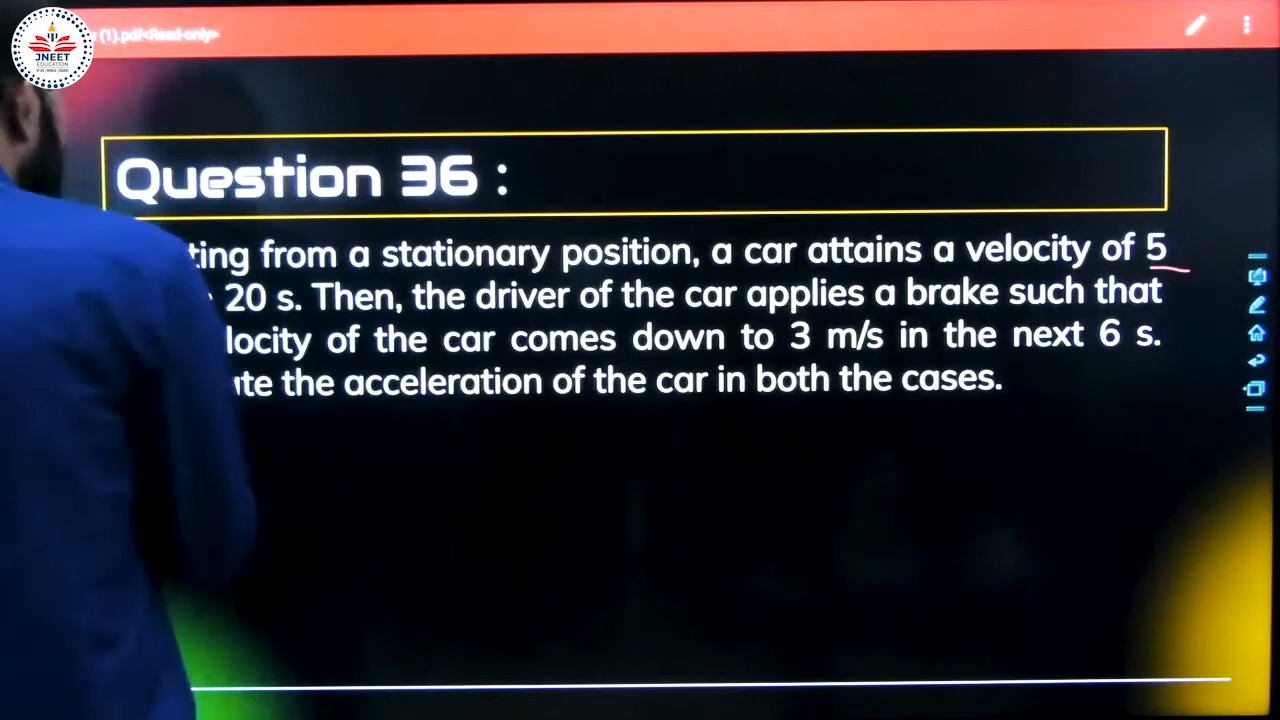 JNEET
EDUCATION
(1).pdf<Read-only>
Question 36 :
ting from a stationary position, a car attains a velocity of 5
20 s. Then, the driver of the car applies a brake such that
locity of the car comes down to 3 m/s in the next 6 s.
te the acceleration of the car in both the cases.